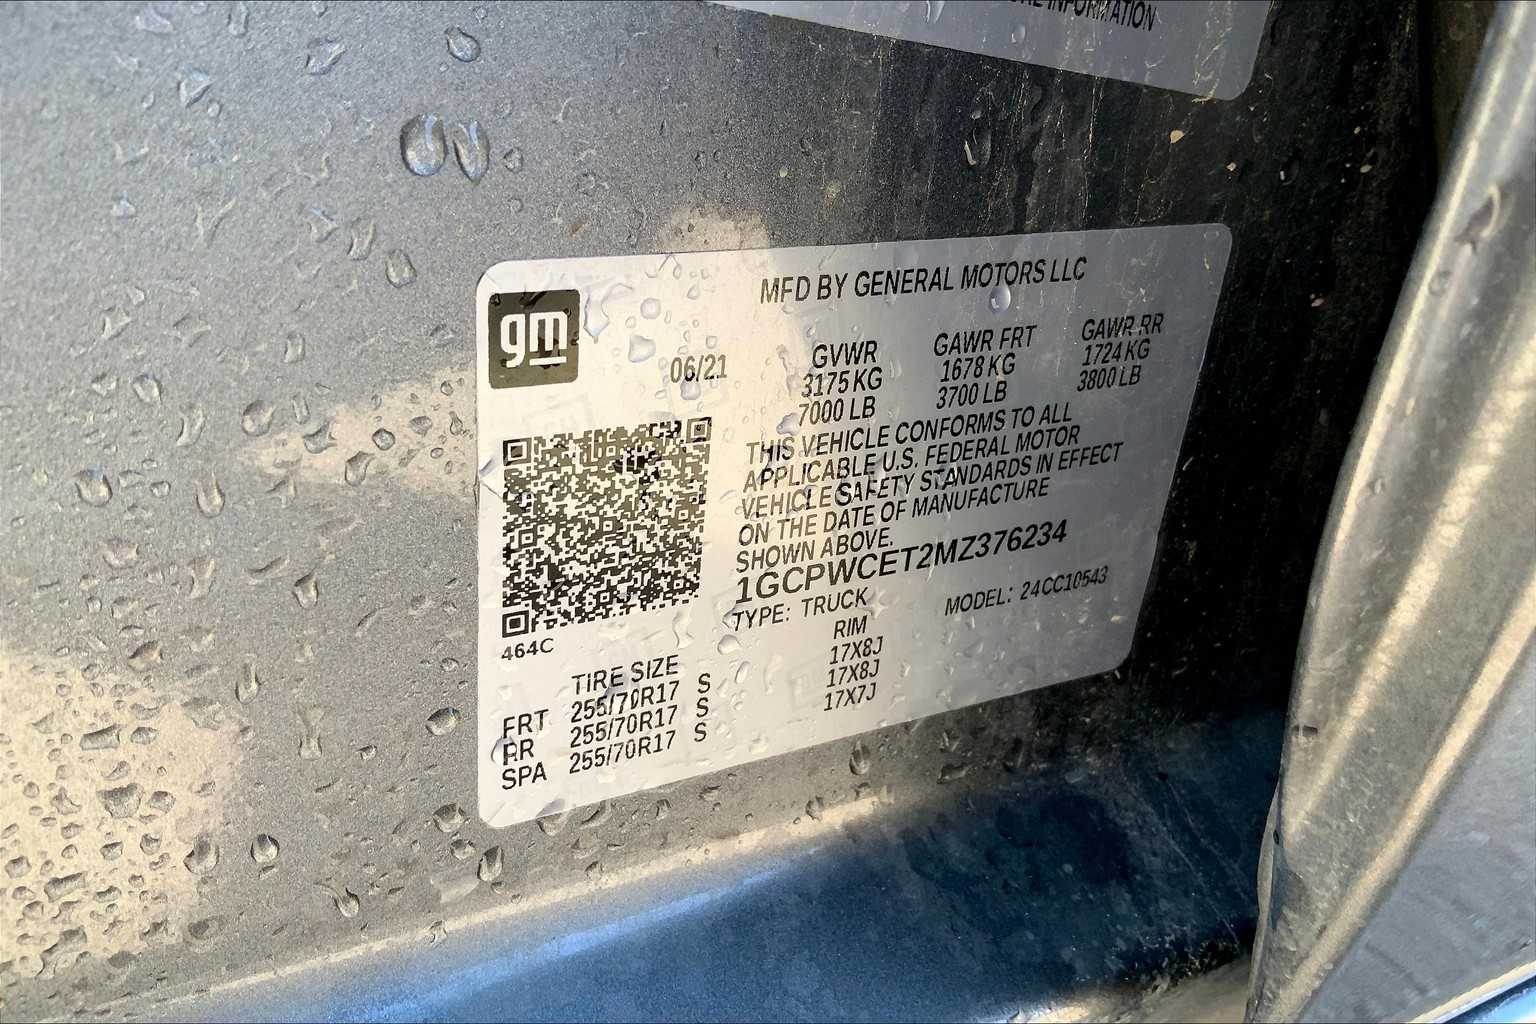 INFORMATION
gm
MFD BY GENERAL MOTORS LLC
06/21
GVWR GAWR FRT GAWR RR
3175 KG 1678 KG 1724 KG
7000 LB 3700 LB 3800 LB
THIS VEHICLE CONFORMS TO ALL
APPLICABLE U.S. FEDERAL MOTOR
VEHICLE SAFETY STANDARDS IN EFFECT
ON THE DATE OF MANUFACTURE
SHOWN ABOVE.
1GCPWCET2MZ376234
TYPE: TRUCK MODEL: 24CC10543
464C
TIRE SIZE RIM
FRT 255/70R17 S 17X8J
RR 255/70R17 S 17X8J
SPA 255/70R17 S 17X7J